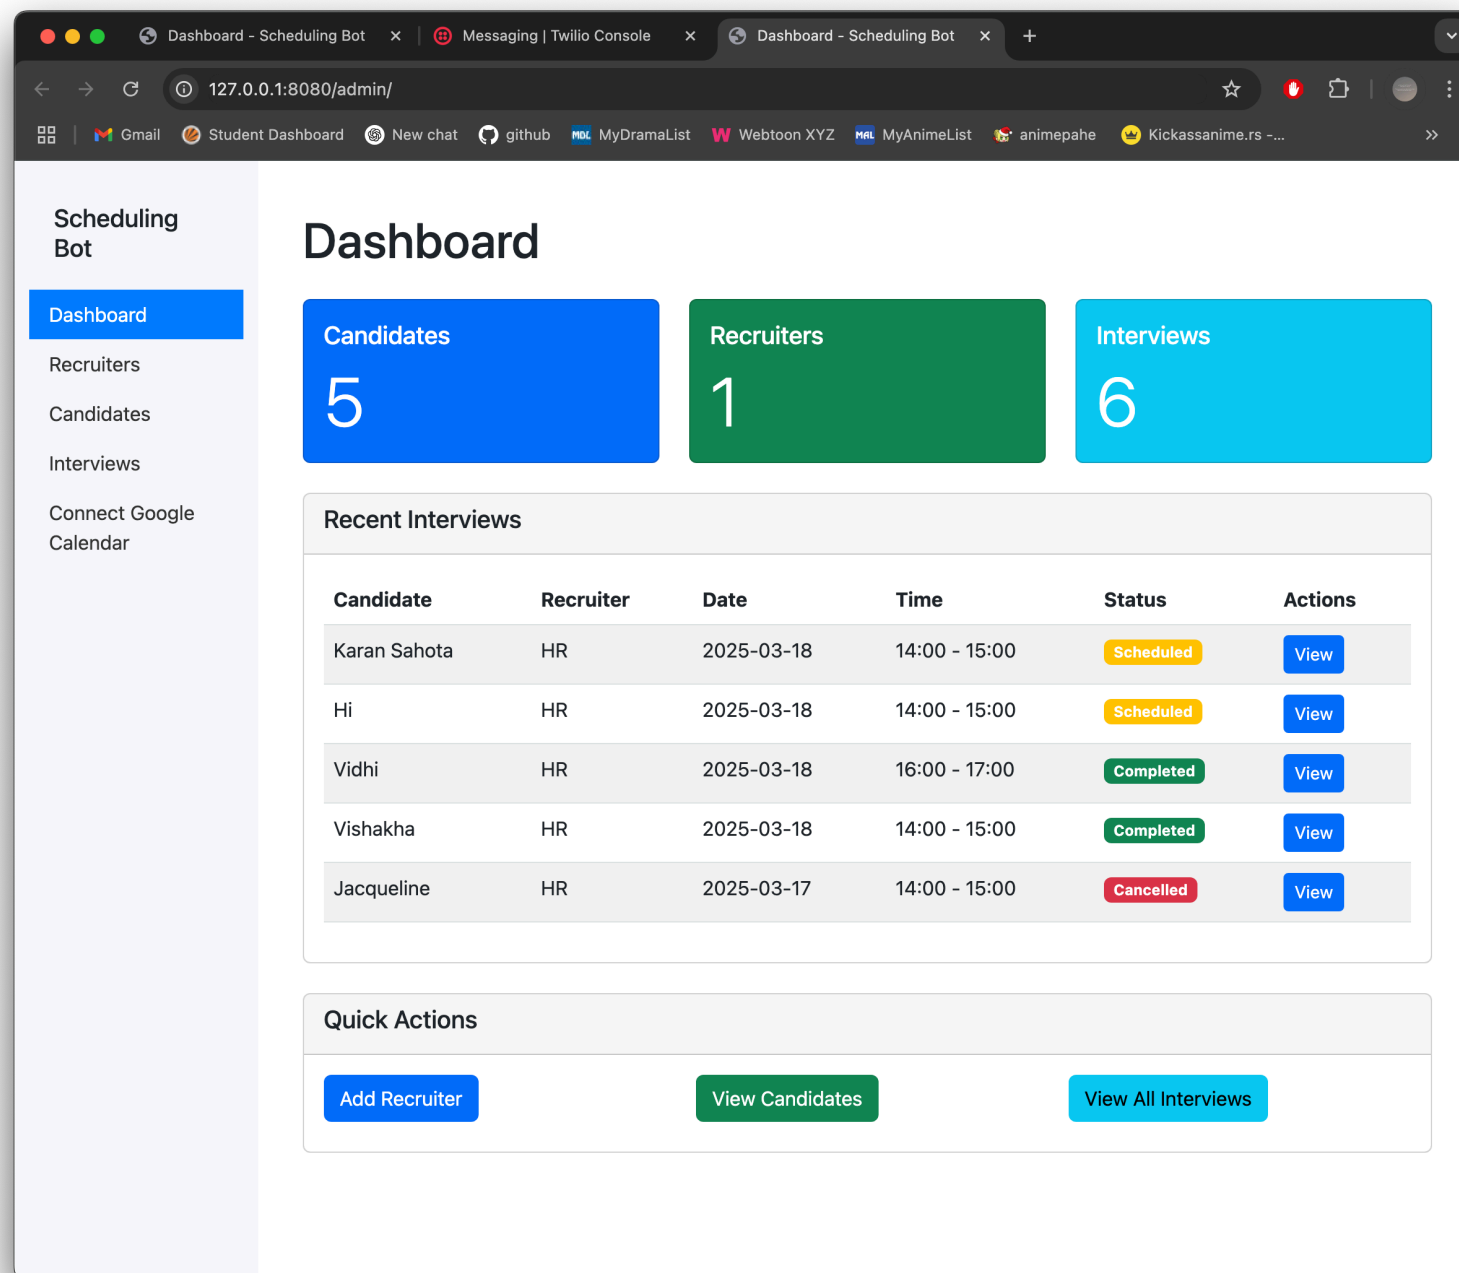 Dashboard - Scheduling Bot
Messaging | Twilio Console
Dashboard - Scheduling Bot
127.0.0.1:8080/admin/
Gmail
Student Dashboard
New chat
github
MDL MyDramaList
Webtoon XYZ
MAL MyAnimeList
animepahe
Kickassanime.rs -...
Scheduling
Bot
Dashboard
Recruiters
Candidates
Interviews
Connect Google
Calendar
Dashboard
Candidates
5
Recruiters
1
Interviews
6
Recent Interviews
Candidate Recruiter Date Time Status Actions
Karan Sahota HR 2025-03-18 14:00 - 15:00 Scheduled View
Hi HR 2025-03-18 14:00 - 15:00 Scheduled View
Vidhi HR 2025-03-18 16:00 - 17:00 Completed View
Vishakha HR 2025-03-18 14:00 - 15:00 Completed View
Jacqueline HR 2025-03-17 14:00 - 15:00 Cancelled View
Quick Actions
Add Recruiter
View Candidates
View All Interviews